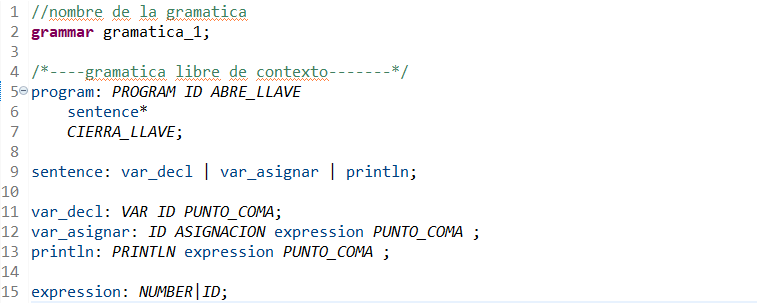 1 //nombre de la gramatica
2 grammar gramatica_1;
3
4 /*----gramatica libre de contexto-------*/
5 program: PROGRAM ID ABRE_LLAVE
6 sentence*
7 CIERRA_LLAVE;
8
9 sentence: var_decl | var_asignar | println;
10
11 var_decl: VAR ID PUNTO_COMA;
12 var_asignar: ID ASIGNACION expression PUNTO_COMA ;
13 println: PRINTLN expression PUNTO_COMA ;
14
15 expression: NUMBER|ID;